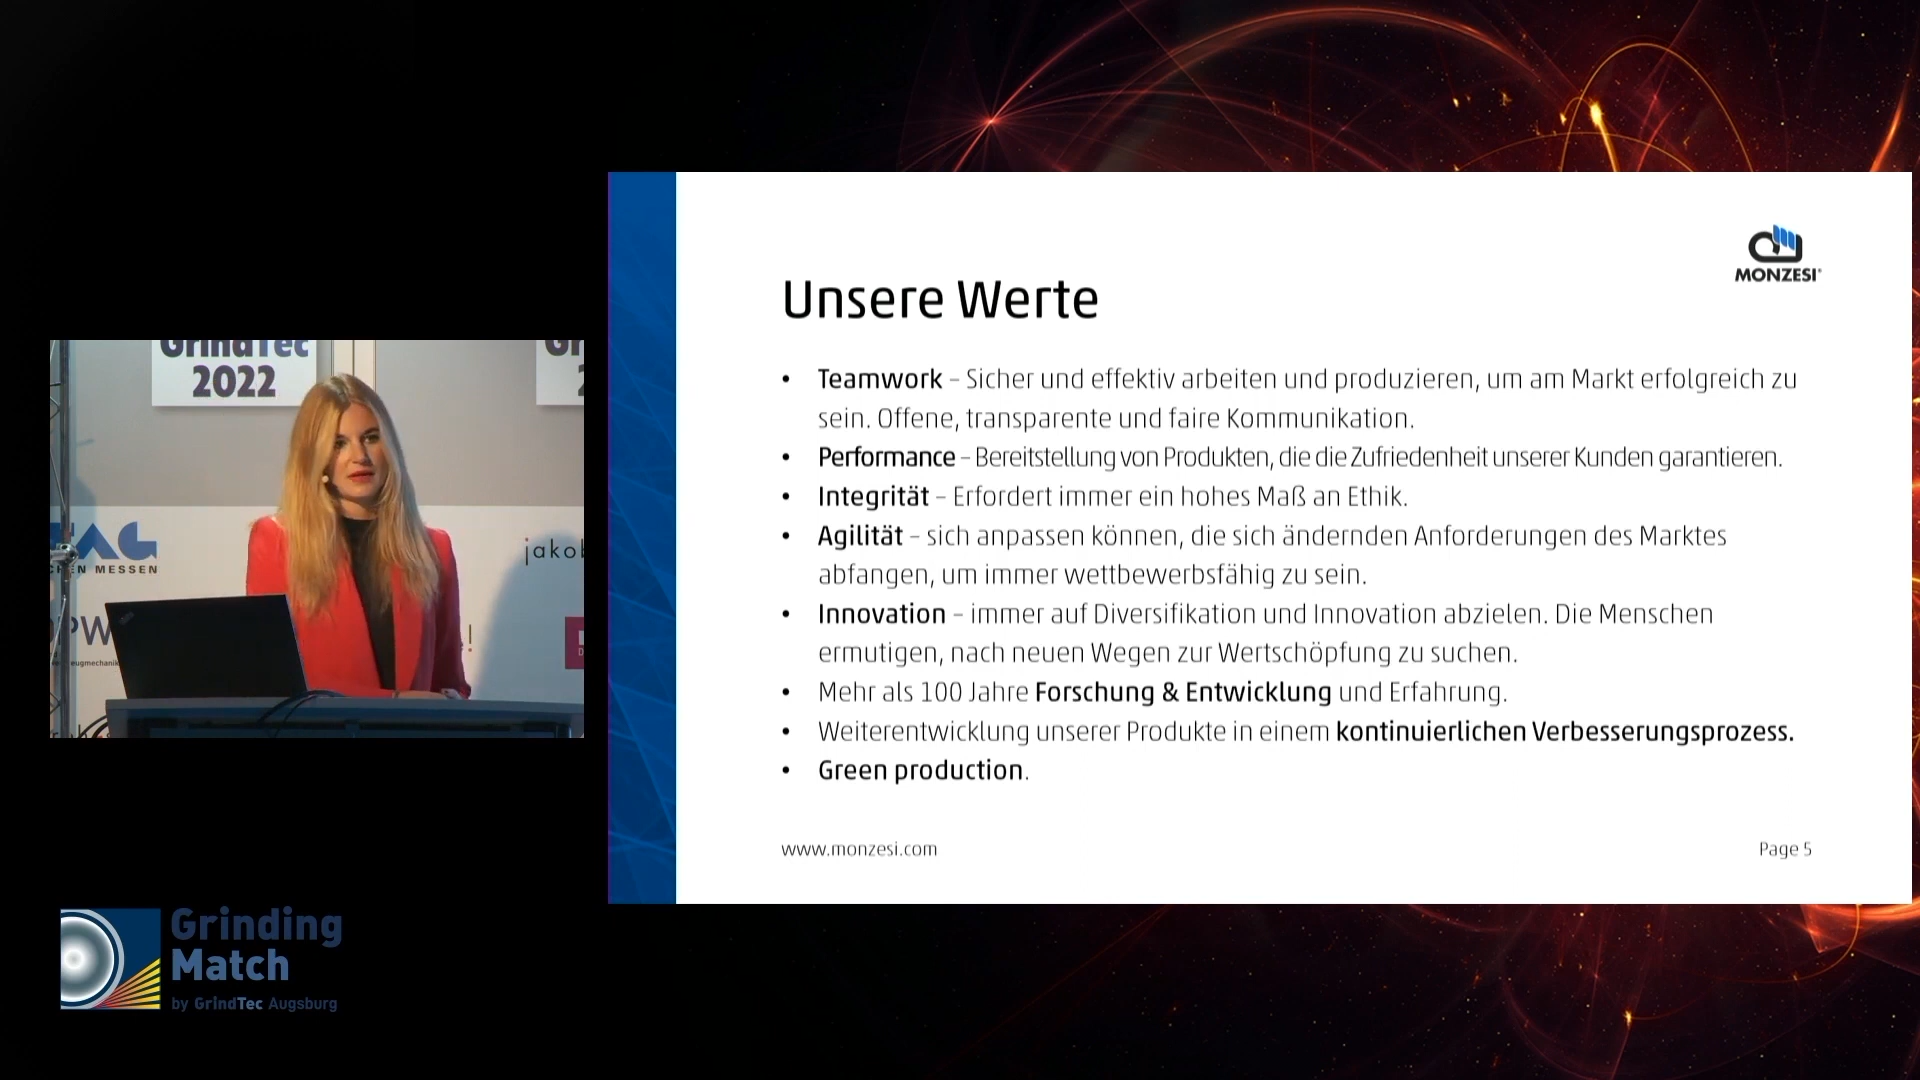 GrindTec
2022
CHEN MESSEN
jakob
eugmechanik
Unsere Werte
MONZESI®
• Teamwork – Sicher und effektiv arbeiten und produzieren, um am Markt erfolgreich zu
sein. Offene, transparente und faire Kommunikation.
• Performance – Bereitstellung von Produkten, die die Zufriedenheit unserer Kunden garantieren.
• Integrität – Erfordert immer ein hohes Maß an Ethik.
• Agilität – sich anpassen können, die sich ändernden Anforderungen des Marktes
abfangen, um immer wettbewerbsfähig zu sein.
• Innovation – immer auf Diversifikation und Innovation abzielen. Die Menschen
ermutigen, nach neuen Wegen zur Wertschöpfung zu suchen.
• Mehr als 100 Jahre Forschung & Entwicklung und Erfahrung.
• Weiterentwicklung unserer Produkte in einem kontinuierlichen Verbesserungsprozess.
• Green production.
www.monzesi.com
Page 5
Grinding
Match
by GrindTec Augsburg